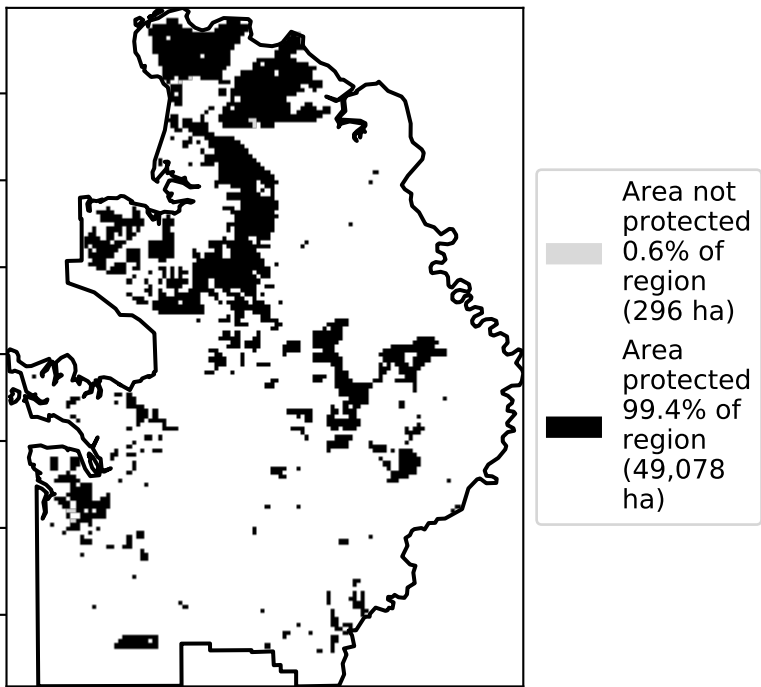 Area not
protected
0.6% of
region
(296 ha)
Area
protected
99.4% of
region
(49,078
ha)